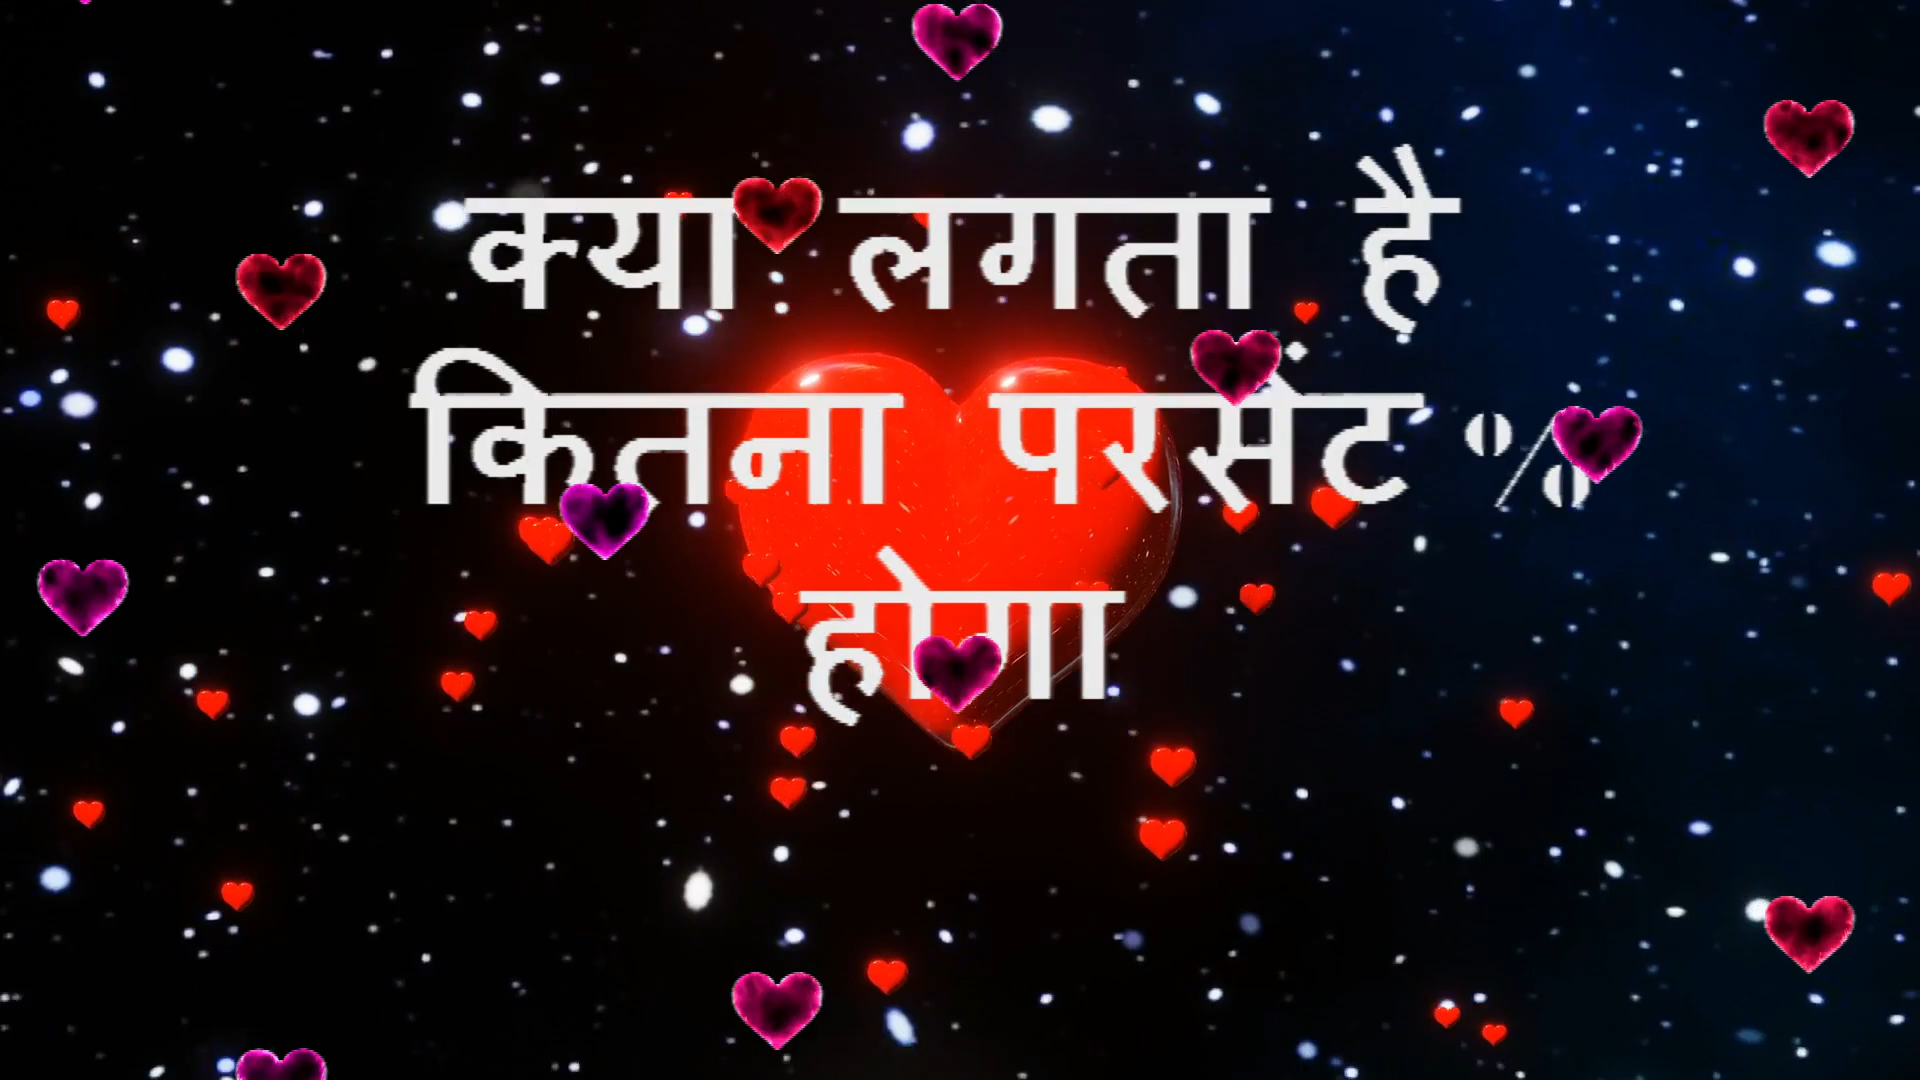 क्या लगता है
कितना परसेंट %
होगा